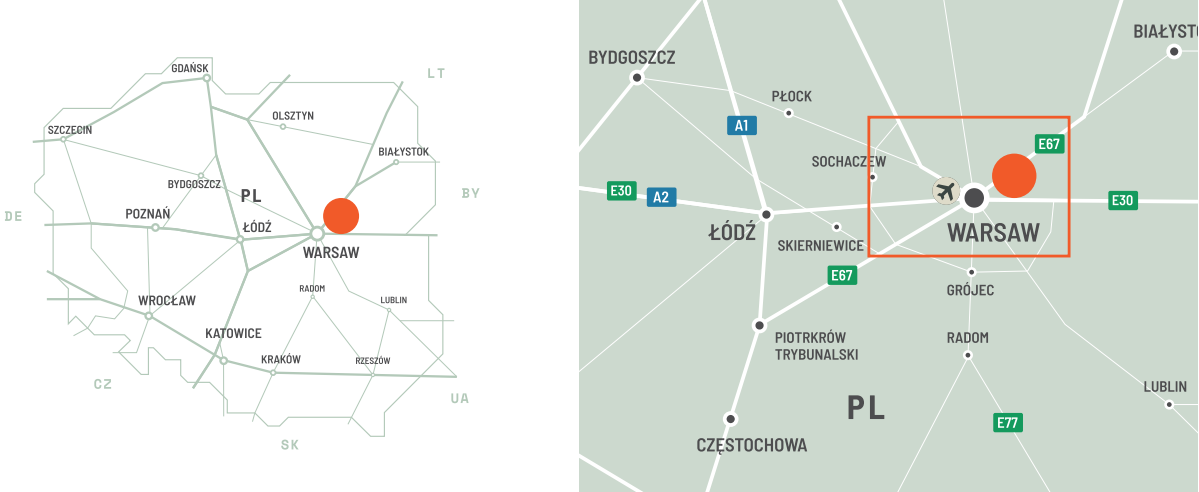 GDAŃSK
LT
OLSZTYN
SZCZECIN
BIAŁYSTOK
BYDGOSZCZ
PL
BY
DE
POZNAŃ
ŁÓDŹ
WARSAW
RADOM
WROCŁAW
LUBLIN
KATOWICE
KRAKÓW
RZESZÓW
CZ
UA
SK
BIAŁYSTO
BYDGOSZCZ
PŁOCK
A1
E67
SOCHACZEW
E30
A2
E30
ŁÓDŹ
WARSAW
SKIERNIEWICE
E67
GRÓJEC
PIOTRKRÓW
TRYBUNALSKI
RADOM
LUBLIN
PL
E77
CZĘSTOCHOWA